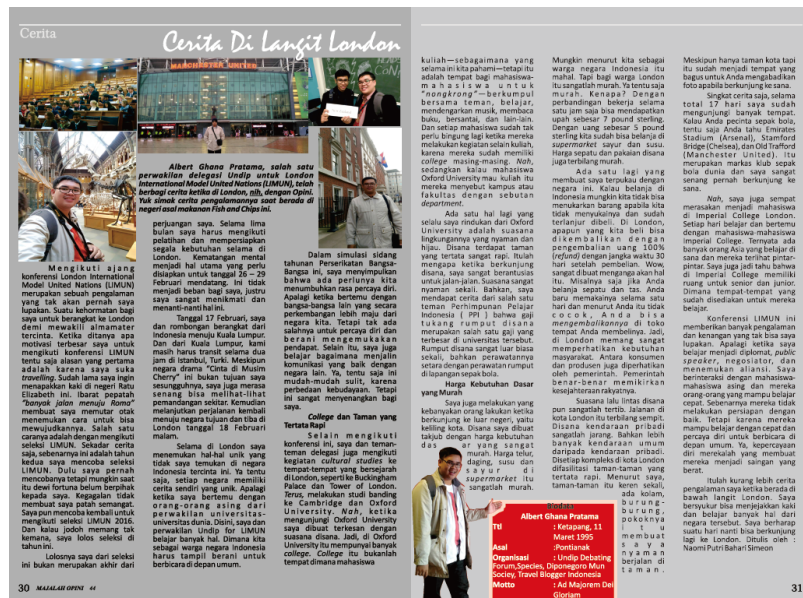 Cerita
Cerita Di Langit London
MANCHESTER UNITED
Albert Ghana Pratama, salah satu
perwakilan delegasi Undip untuk London
International Model United Nations (LIMUN), telah
berbagi cerita ketika di London, nih, dengan Opini.
Yuk simak cerita pengalamannya saat berada di
negeri asal makanan Fish and Chips ini.
Mengikuti ajang
konferensi London International
Model United Nations (LIMUN)
merupakan sebuah pengalaman
yang tak akan pernah saya
lupakan. Suatu kehormatan bagi
saya untuk berangkat ke London
demi mewakili almamater
tercinta. Ketika ditanya apa
motivasi terbesar saya untuk
mengikuti konferensi LIMUN
tentu saja alasan yang pertama
adalah karena saya suka
travelling. Sudah lama saya ingin
menapakkan kaki di negeri Ratu
Elizabeth ini. Ibarat pepatah
"banyak jalan menuju Roma"
membuat saya memutar otak
menemukan cara untuk bisa
mewujudkannya. Salah satu
caranya adalah dengan mengikuti
seleksi LIMUN. Sekadar cerita
saja, sebenarnya ini adalah tahun
kedua saya mencoba seleksi
LIMUN. Dulu saya pernah
mencobanya tetapi mungkin saat
itu dewi fortuna belum berpihak
kepada saya. Kegagalan tidak
membuat saya patah semangat.
Saya pun mencoba kembali untuk
mengikuti seleksi LIMUN 2016.
Dan kalau jodoh memang tak
kemana, saya lolos seleksi di
tahun ini.
Lolosnya saya dari seleksi
ini bukan merupakan akhir dari
perjuangan saya. Selama lima
bulan saya harus mengikuti
pelatihan dan mempersiapkan
segala kebutuhan selama di
London. Kematangan mental
menjadi hal utama yang perlu
disiapkan untuk tanggal 26 – 29
Februari mendatang. Ini tidak
menjadi beban bagi saya, justru
saya sangat menikmati dan
menanti-nanti hal ini.
Tanggal 17 Februari, saya
dan rombongan berangkat dari
Indonesia menuju Kuala Lumpur.
Dan dari Kuala Lumpur, kami
masih harus transit selama dua
jam di Istanbul, Turki. Meskipun
negara drama "Cinta di Musim
Cherry" ini bukan tujuan saya
sesungguhnya, saya juga merasa
senang bisa melihat-lihat
pemandangan sekitar. Kemudian
melanjutkan perjalanan kembali
menuju negara tujuan dan tiba di
London tanggal 18 Februari
malam.
Selama di London saya
menemukan hal-hal unik yang
tidak saya temukan di negara
Indonesia tercinta ini. Ya tentu
saja, setiap negara memiliki
cerita sendiri yang unik. Apalagi
ketika saya bertemu dengan
orang-orang asing dari
perwakilan universitas-
universitas dunia. Disini, saya dan
perwakilan Undip for LIMUN
belajar banyak hal. Dimana kita
sebagai warga negara Indonesia
harus tampil berani untuk
berbicara di depan umum.
Dalam simulasi sidang
tahunan Perserikatan Bangsa-
Bangsa ini, saya menyimpulkan
bahwa ada perlunya kita
menumbuhkan rasa percaya diri.
Apalagi ketika bertemu dengan
bangsa-bangsa lain yang secara
perkembangan lebih maju dari
negara kita. Tetapi tak ada
salahnya untuk percaya diri dan
berani mengemukakan
pendapat. Selain itu, saya juga
belajar bagaimana menjalin
komunikasi yang baik dengan
negara lain. Ya, tentu saja ini
mudah-mudah sulit, karena
perbedaan kebudayaan. Tetapi
ini sangat menyenangkan bagi
saya.
College dan Taman yang
Tertata Rapi
Selain mengikuti
konferensi ini, saya dan teman-
teman delegasi juga mengikuti
kegiatan cultural studies ke
tempat-tempat yang bersejarah
di London, seperti ke Buckingham
Palace dan Tower of London.
Terus, melakukan studi banding
ke Cambridge dan Oxford
University. Nah, ketika
mengunjungi Oxford University
saya dibuat terkesan dengan
suasana disana. Jadi, di Oxford
University itu mempunyai banyak
college. College itu bukanlah
tempat dimana mahasiswa
30 MAJALAH OPINI 44
kuliah—sebagaimana yang
selama ini kita pahami—tetapi itu
adalah tempat bagi mahasiswa-
mahasiswa untuk
"nongkrong"—berkumpul
bersama teman, belajar,
mendengarkan musik, membaca
buku, bersantai, dan lain-lain.
Dan setiap mahasiswa sudah tak
perlu bingung lagi ketika mereka
melakukan kegiatan selain kuliah,
karena mereka sudah memiliki
college masing-masing. Nah,
sedangkan kalau mahasiswa
Oxford University mau kuliah itu
mereka menyebut kampus atau
fakultas dengan sebutan
department.
Ada satu hal lagi yang
selalu saya rindukan dari Oxford
University adalah suasana
lingkungannya yang nyaman dan
hijau. Disana terdapat taman
yang tertata sangat rapi. Itulah
mengapa ketika berkunjung
disana, saya sangat berantusias
untuk jalan-jalan. Suasana sangat
nyaman sekali. Bahkan, saya
mendapat cerita dari salah satu
teman Perhimpunan Pelajar
Indonesia ( PPI ) bahwa gaji
tukang rumput disana
merupakan salah satu gaji yang
terbesar di universitas tersebut.
Rumput disana sangat luar biasa
sekali, bahkan perawatannya
setara dengan perawatan rumput
di lapangan sepak bola.
Harga Kebutuhan Dasar
yang Murah
Saya juga melakukan yang
kebanyakan orang lakukan ketika
berkunjung ke luar negeri, yaitu
keliling kota. Disana saya dibuat
takjub dengan harga kebutuhan
dasar yang sangat
murah. Harga telur,
daging, susu dan
sayur di
supermarket itu
sangatlah murah.
Mungkin menurut kita sebagai
warga negara Indonesia itu
mahal. Tapi bagi warga London
itu sangatlah murah. Ya tentu saja
murah. Kenapa? Dengan
perbandingan bekerja selama
satu jam saja bisa mendapatkan
upah sebesar 7 pound sterling.
Dengan uang sebesar 5 pound
sterling kita sudah bisa belanja di
supermarket sayur dan susu.
Harga sepatu dan pakaian disana
juga terbilang murah.
Ada satu lagi yang
membuat saya terpukau dengan
negara ini. Kalau belanja di
Indonesia mungkin kita tidak bisa
menukarkan barang apabila kita
tidak menyukainya dan sudah
terlanjur dibeli. Di London,
apapun yang kita beli bisa
dikembalikan dengan
pengembalian uang 100%
(refund) dengan jangka waktu 30
hari setelah pembelian. Wow,
sangat dibuat menganga akan hal
itu. Misalnya saja jika Anda
belanja sepatu dan tas. Anda
baru memakainya selama satu
hari dan menurut Anda itu tidak
cocok, Anda bisa
mengembalikannya di toko
tempat Anda membelinya. Jadi,
di London memang sangat
memperhatikan kebutuhan
masyarakat. Antara konsumen
dan produsen juga diperhatikan
oleh pemerintah. Pemerintah
benar-benar memikirkan
kesejahteraan rakyatnya.
Suasana lalu lintas disana
pun sangatlah tertib. Jalanan di
kota London itu terbilang sempit.
Disana kendaraan pribadi
sangatlah jarang. Bahkan lebih
banyak kendaraan umum
daripada kendaraan pribadi.
Disetiap kompleks di kota London
difasilitasi taman-taman yang
tertata rapi. Menurut saya,
taman-taman itu keren sekali,
ada kolam,
burung-
burung,
pokoknya
itu
membuat
saya
nyaman
berjalan di
taman.
Biodata
Albert Ghana Pratama
Ttl : Ketapang, 11
Maret 1995
Asal :Pontianak
Organisasi : Undip Debating
Forum,Species, Diponegoro Mun
Society, Travel Blogger Indonesia
Motto : Ad Majorem Dei
Gloriam
Meskipun hanya taman kota tapi
itu sudah menjadi tempat yang
bagus untuk Anda mengabadikan
foto apabila berkunjung ke sana.
Singkat cerita saja, selama
total 17 hari saya sudah
mengunjungi banyak tempat.
Kalau Anda pecinta sepak bola,
tentu saja Anda tahu Emirates
Stadium (Arsenal), Stamford
Bridge (Chelsea), dan Old Trafford
(Manchester United). Itu
merupakan markas klub sepak
bola dunia dan saya sangat
senang pernah berkunjung ke
sana.
Nah, saya juga sempat
merasakan menjadi mahasiswa
di Imperial College London.
Setiap hari belajar dan bertemu
dengan mahasiswa-mahasiswa
Imperial College. Ternyata ada
banyak orang Asia yang belajar di
sana dan mereka terlihat pintar-
pintar. Saya juga jadi tahu bahwa
di Imperial College memiliki
ruang untuk senior dan junior.
Dimana tempat-tempat yang
sudah disediakan untuk mereka
belajar.
Konferensi LIMUN ini
memberikan banyak pengalaman
dan kenangan yang tak bisa saya
lupakan. Apalagi ketika saya
belajar menjadi diplomat, public
speaker, negosiator, dan
menemukan aliansi. Saya
berinteraksi dengan mahasiswa-
mahasiswa asing dan mereka
orang-orang yang mampu belajar
cepat. Sebenarnya mereka tidak
melakukan persiapan dengan
baik. Tetapi karena mereka
mampu belajar dengan cepat dan
percaya diri untuk berbicara di
depan umum. Ya, kepercayaan
diri merekalah yang membuat
mereka menjadi saingan yang
berat.
Itulah kurang lebih cerita
pengalaman saya ketika berada di
bawah langit London. Saya
bersyukur bisa menjejakkan kaki
dan belajar banyak hal dari
negara tersebut. Saya berharap
suatu hari nanti bisa berkunjung
lagi ke London. Ditulis oleh :
Naomi Putri Bahari Simeon
31